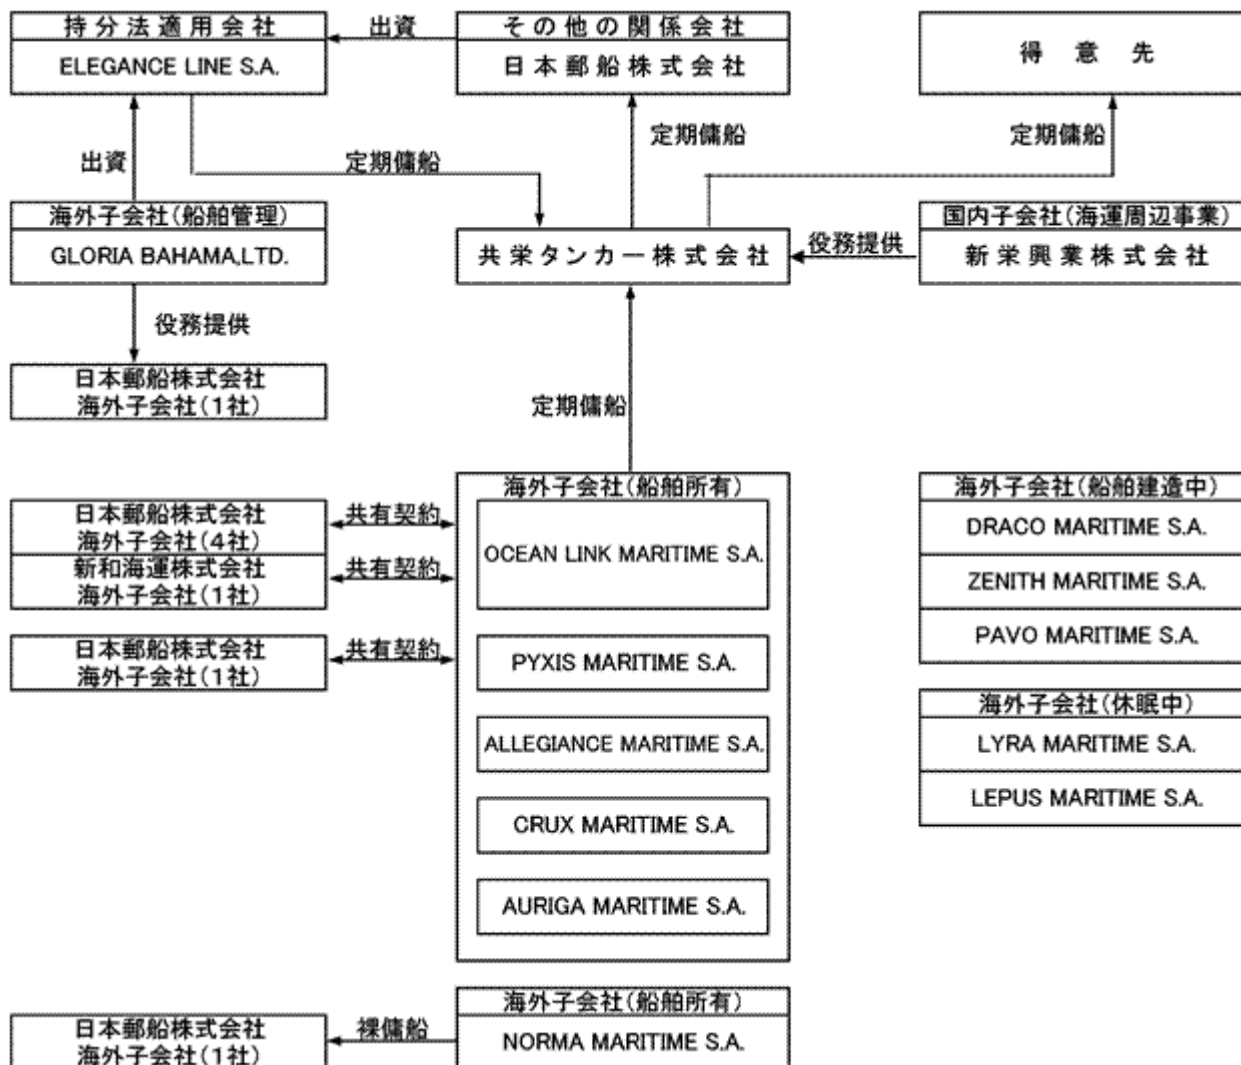 持分法適用会社
ELEGANCE LINE S.A.
出資
その他の関係会社
日本郵船株式会社
得意先
出資
定期傭船
定期傭船
定期傭船
海外子会社(船舶管理)
GLORIA BAHAMA,LTD.
共栄タンカー株式会社
役務提供
国内子会社(海運周辺事業)
新栄興業株式会社
役務提供
日本郵船株式会社
海外子会社(1社)
定期傭船
日本郵船株式会社
海外子会社(4社)
新和海運株式会社
海外子会社(1社)
共有契約
共有契約
日本郵船株式会社
海外子会社(1社)
共有契約
海外子会社(船舶所有)
OCEAN LINK MARITIME S.A.
PYXIS MARITIME S.A.
ALLEGIANCE MARITIME S.A.
CRUX MARITIME S.A.
AURIGA MARITIME S.A.
海外子会社(船舶建造中)
DRACO MARITIME S.A.
ZENITH MARITIME S.A.
PAVO MARITIME S.A.
海外子会社(休眠中)
LYRA MARITIME S.A.
LEPUS MARITIME S.A.
日本郵船株式会社
海外子会社(1社)
裸傭船
海外子会社(船舶所有)
NORMA MARITIME S.A.